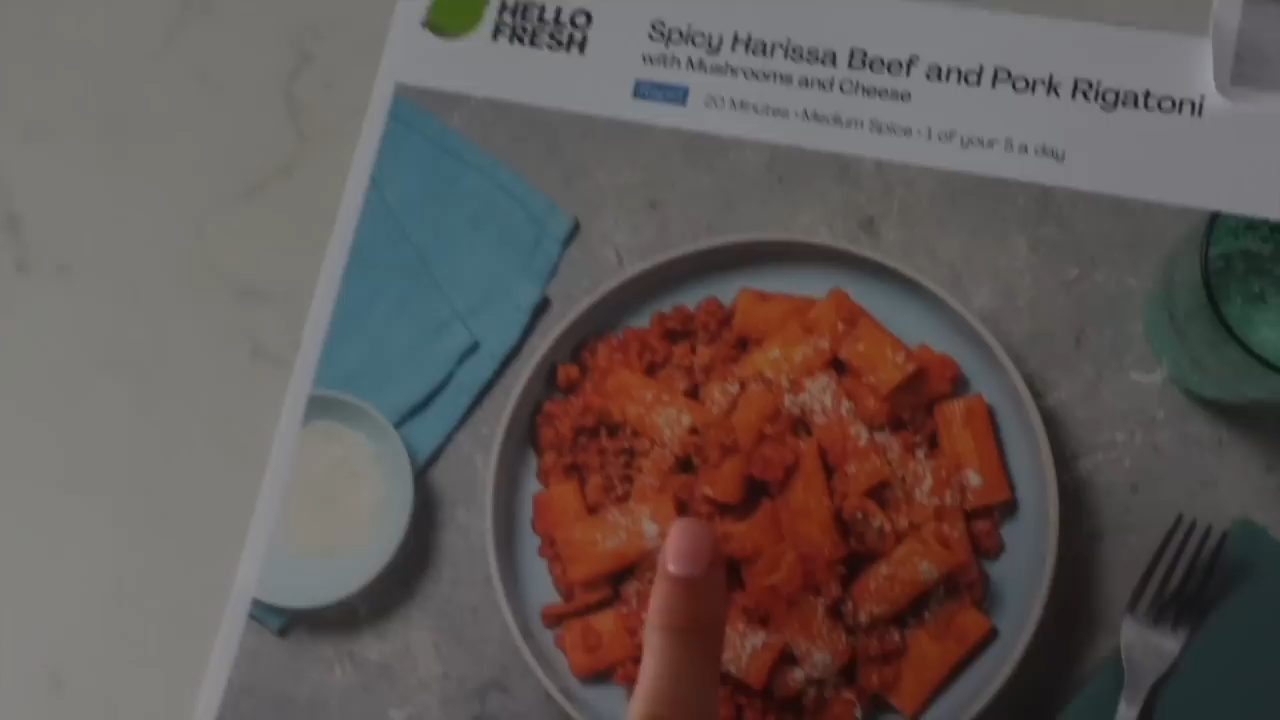 HELLO
FRESH
Spicy Harissa Beef and Pork Rigatoni
with Mushrooms and Cheese
Rapid 20 Minutes • Medium Spice • 1 of your 5 a day